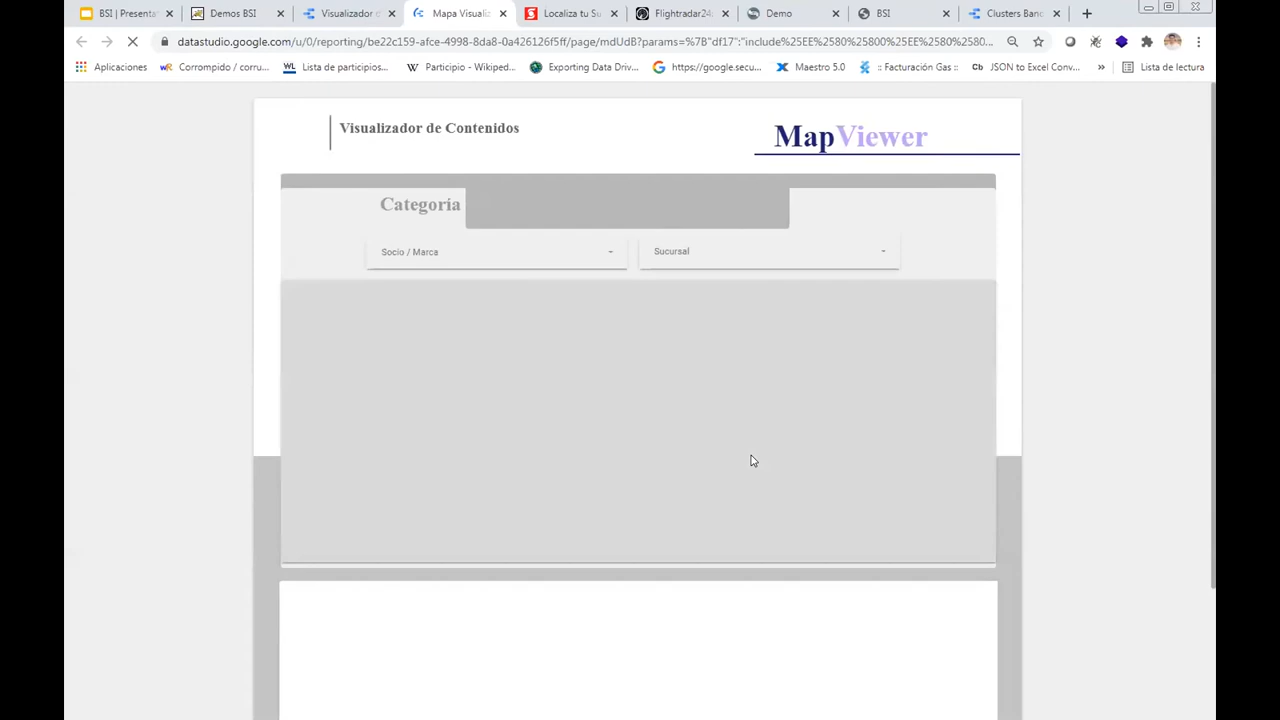 BSI | Presenta
Demos BSI
Visualizador d
Mapa Visualiz
Localiza tu Su
Flightradar24:
Demo
BSI
Clusters Banc
datastudio.google.com/u/0/reporting/be22c159-afce-4998-8da8-0a426126f5ff/page/mdUdB?params=%7B"df17":"include%25EE%2580%25800%25EE%2580%2580...
Aplicaciones
Corrompido / corru...
Lista de participios...
Participio - Wikiped...
Exporting Data Driv...
https://google.secu...
Maestro 5.0
:: Facturación Gas ::
Cb JSON to Excel Conv...
»
Lista de lectura
Visualizador de Contenidos
MapViewer
Categoría
Socio / Marca
Sucursal